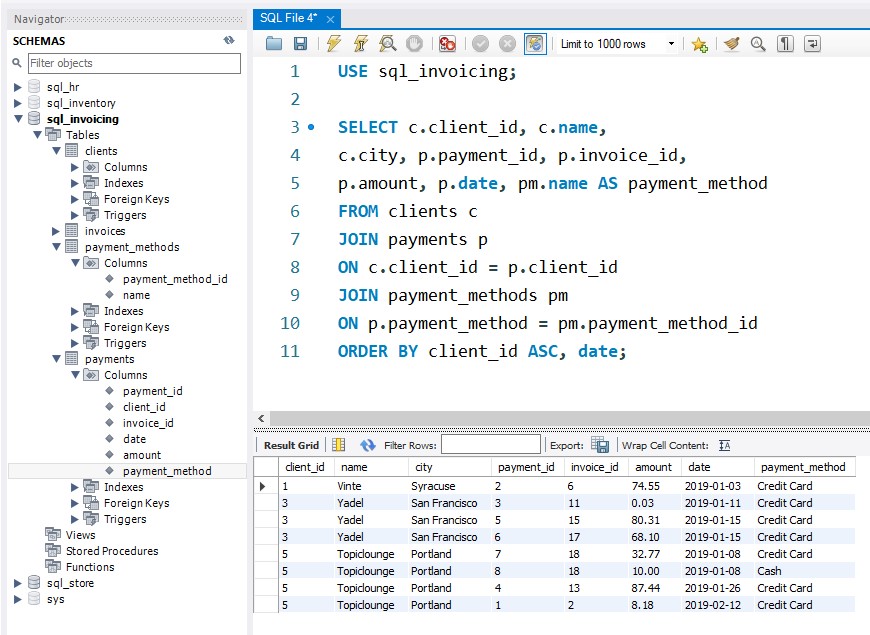 Navigator
SCHEMAS
Filter objects
sql_hr
sql_inventory
sql_invoicing
Tables
clients
Columns
Indexes
Foreign Keys
Triggers
invoices
payment_methods
Columns
payment_method_id
name
Indexes
Foreign Keys
Triggers
payments
Columns
payment_id
client_id
invoice_id
date
amount
payment_method
Indexes
Foreign Keys
Triggers
Views
Stored Procedures
Functions
sql_store
sys
SQL File 4*
Limit to 1000 rows
1 USE sql_invoicing;
2
3 SELECT c.client_id, c.name,
4 c.city, p.payment_id, p.invoice_id,
5 p.amount, p.date, pm.name AS payment_method
6 FROM clients c
7 JOIN payments p
8 ON c.client_id = p.client_id
9 JOIN payment_methods pm
10 ON p.payment_method = pm.payment_method_id
11 ORDER BY client_id ASC, date;
Result Grid Filter Rows: Export: Wrap Cell Content: IA
client_id name city payment_id invoice_id amount date payment_method
1 Vinte Syracuse 2 6 74.55 2019-01-03 Credit Card
3 Yadel San Francisco 3 11 0.03 2019-01-11 Credit Card
3 Yadel San Francisco 5 15 80.31 2019-01-15 Credit Card
3 Yadel San Francisco 6 17 68.10 2019-01-15 Credit Card
5 Topiclounge Portland 7 18 32.77 2019-01-08 Credit Card
5 Topiclounge Portland 8 18 10.00 2019-01-08 Cash
5 Topiclounge Portland 4 13 87.44 2019-01-26 Credit Card
5 Topiclounge Portland 1 2 8.18 2019-02-12 Credit Card